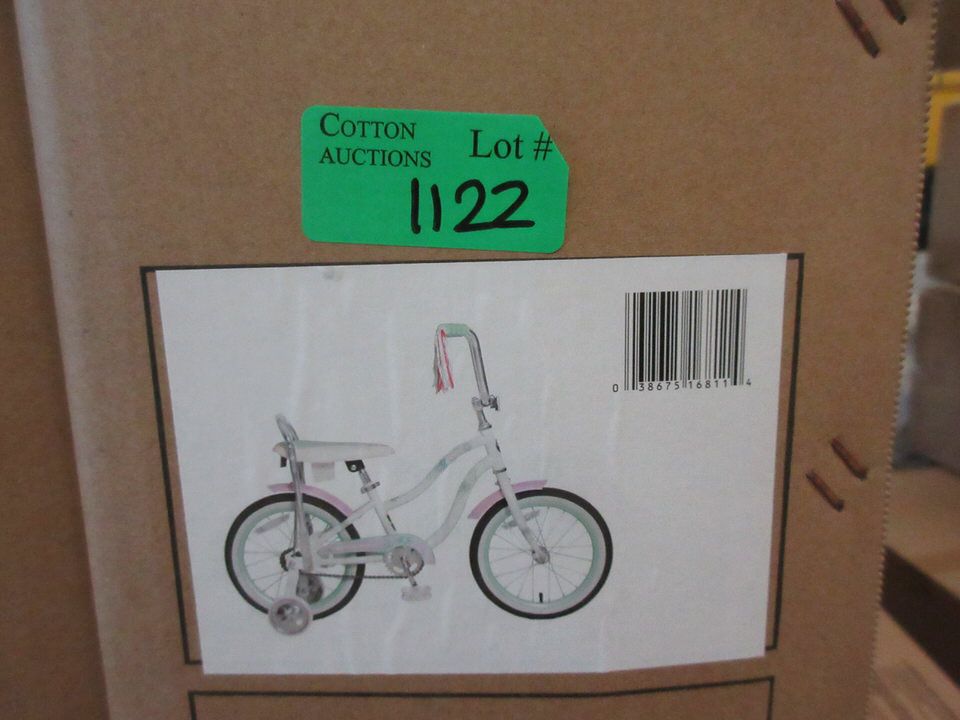 COTTON
AUCTIONS
Lot #
1122
0 38675 16811 4